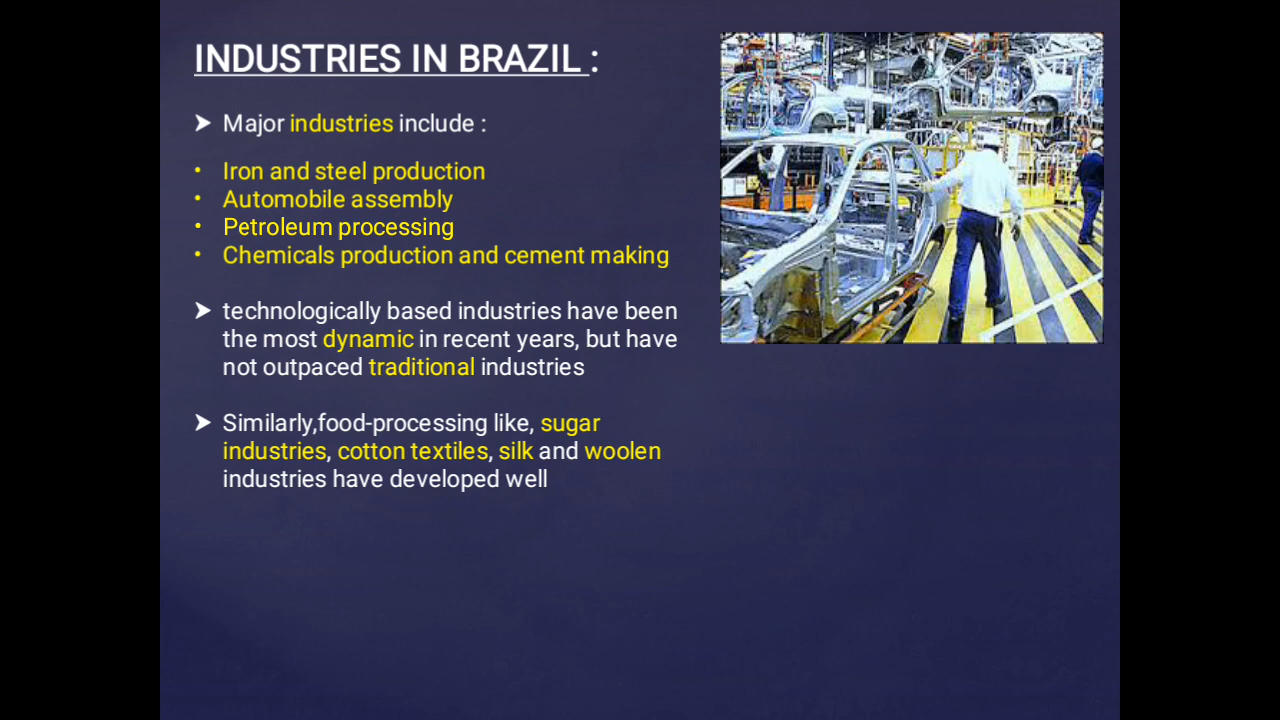 INDUSTRIES IN BRAZIL :
➤ Major industries include :
• Iron and steel production
• Automobile assembly
• Petroleum processing
• Chemicals production and cement making
➤ technologically based industries have been
the most dynamic in recent years, but have
not outpaced traditional industries
➤ Similarly,food-processing like, sugar
industries, cotton textiles, silk and woolen
industries have developed well